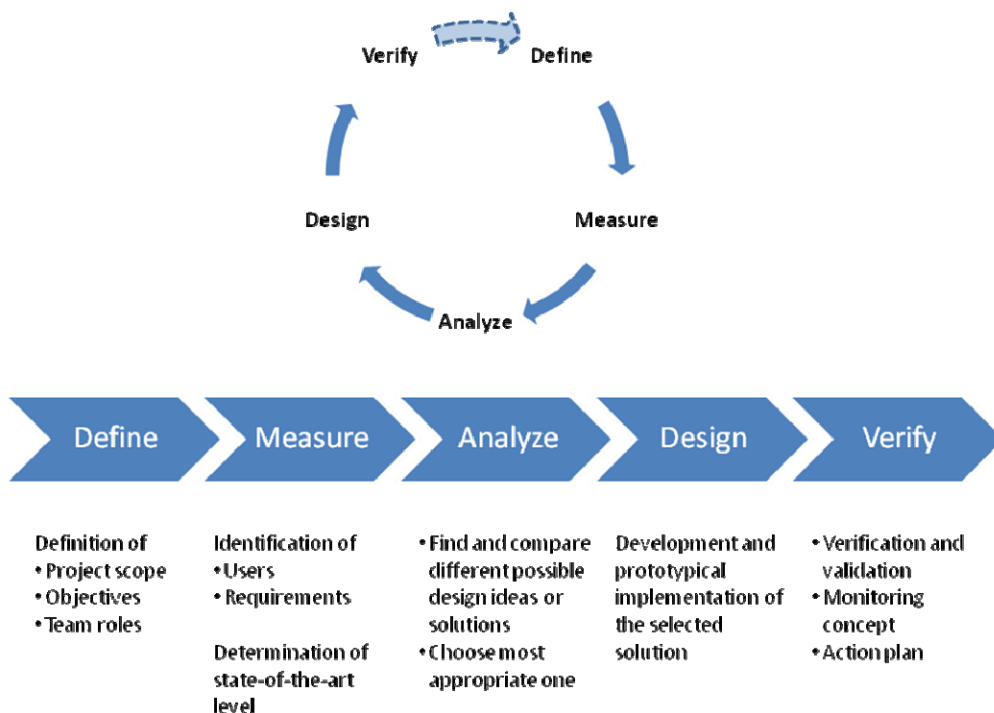 Verify
Define
Design
Measure
Analyze
Define
Measure
Analyze
Design
Verify
Definition of
• Project scope
• Objectives
• Team roles
Identification of
• Users
• Requirements
Determination of
state-of-the-art
level
• Find and compare
different possible
design ideas or
solutions
• Choose most
appropriate one
Development and
prototypical
implementation of
the selected
solution
• Verification and
validation
• Monitoring
concept
• Action plan